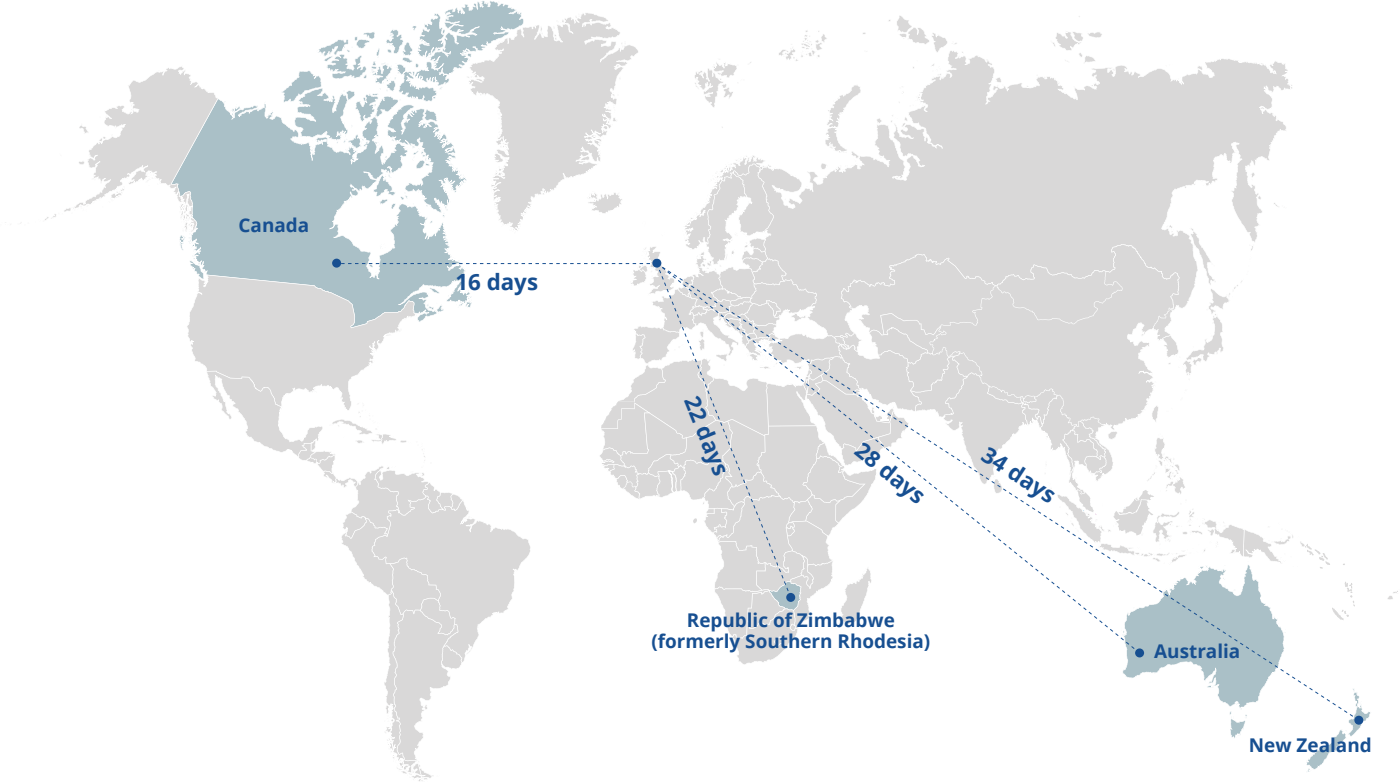 Canada
16 days
22 days
28 days
34 days
Republic of Zimbabwe
(formerly Southern Rhodesia)
Australia
New Zealand